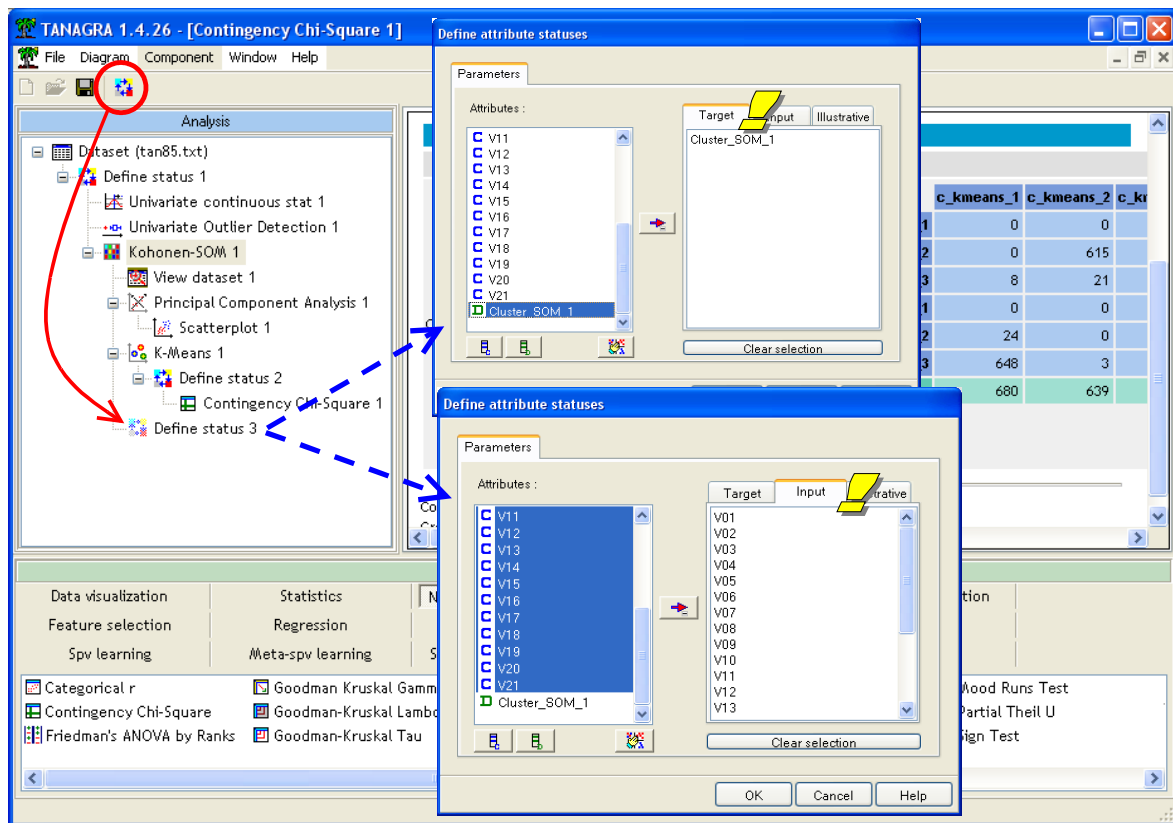 TANAGRA 1.4.26 - [Contingency Chi-Square 1]
File Diagram Component Window Help
Analysis
Dataset (tan85.txt)
Define status 1
Univariate continuous stat 1
Univariate Outlier Detection 1
Kohonen-SOM 1
View dataset 1
Principal Component Analysis 1
Scatterplot 1
K-Means 1
Define status 2
Contingency Chi-Square 1
Define status 3
Define attribute statuses
Parameters
Attributes :
V11
V12
V13
V14
V15
V16
V17
V18
V19
V20
V21
Cluster_SOM_1
Target Input Illustrative
Cluster_SOM_1
Clear selection
c_kmeans_1 c_kmeans_2
0 0
0 615
8 21
0 0
24 0
648 3
680 639
Define attribute statuses
Parameters
Attributes :
V11
V12
V13
V14
V15
V16
V17
V18
V19
V20
V21
Cluster_SOM_1
Target Input
V01
V02
V03
V04
V05
V06
V07
V08
V09
V10
V11
V12
V13
Clear selection
OK Cancel Help
Data visualization Statistics
Feature selection Regression
Spv learning Meta-spv learning
Categorical r Goodman Kruskal
Contingency Chi-Square Goodman-Kruskal
Friedman's ANOVA by Ranks Goodman-Kruskal Tau
Mood Runs Test
Partial Theil U
Sign Test